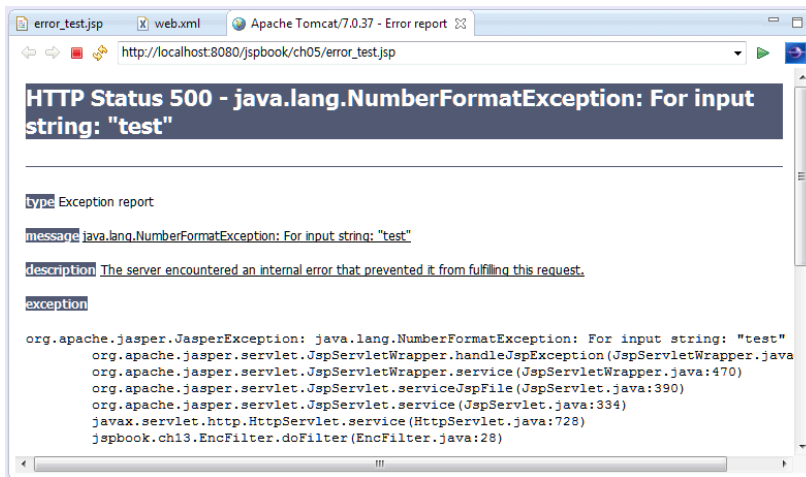 error_test.jsp web.xml Apache Tomcat/7.0.37 - Error report
http://localhost:8080/jspbook/ch05/error_test.jsp
HTTP Status 500 - java.lang.NumberFormatException: For input
string: "test"
type Exception report
message java.lang.NumberFormatException: For input string: "test"
description The server encountered an internal error that prevented it from fulfilling this request.
exception
org.apache.jasper.JasperException: java.lang.NumberFormatException: For input string: "test"
org.apache.jasper.servlet.JspServletWrapper.handleJspException(JspServletWrapper.java
org.apache.jasper.servlet.JspServletWrapper.service(JspServletWrapper.java:470)
org.apache.jasper.servlet.JspServlet.serviceJspFile(JspServlet.java:390)
org.apache.jasper.servlet.JspServlet.service(JspServlet.java:334)
javax.servlet.http.HttpServlet.service(HttpServlet.java:728)
jspbook.ch13.EncFilter.doFilter(EncFilter.java:28)